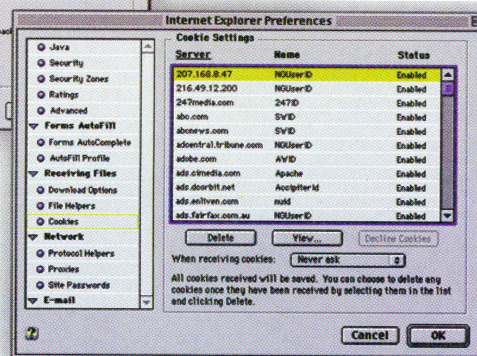 Internet Explorer Preferences
Java
Security
Security Zones
Ratings
Advanced
Forms AutoFill
Forms AutoComplete
AutoFill Profile
Receiving Files
Download Options
File Helpers
Cookies
Network
Protocol Helpers
Proxies
Site Passwords
E-mail
Cookie Settings
Server Name Status
207.168.8.47 NGUserID Enabled
216.49.12.200 NGUserID Enabled
247media.com 247ID Enabled
abc.com SWID Enabled
abcnews.com SWID Enabled
adcentral.tribune.com NGUserID Enabled
adobe.com AWID Enabled
ads.cimedia.com Apache Enabled
ads.doorbit.net AccipiterId Enabled
ads.enliven.com nuid Enabled
ads.fairfax.com.au NGUserID Enabled
Delete View... Decline Cookies
When receiving cookies: Never ask
All cookies received will be saved. You can choose to delete any
cookies once they have been received by selecting them in the list
and clicking Delete.
Cancel OK